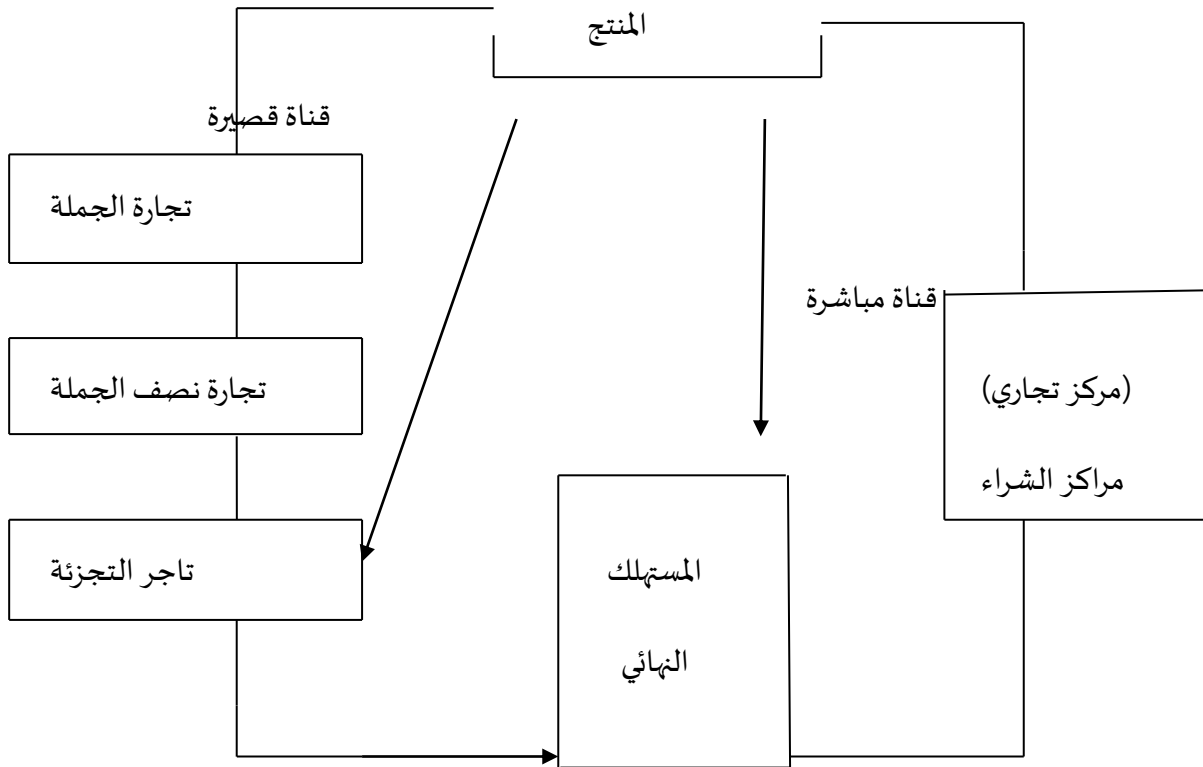 المنتج
قناة قصيرة
تجارة الجملة
قناة مباشرة
تجارة نصف الجملة
(مركز تجاري)
مراكز الشراء
تاجر التجزئة
المستهلك
النهائي